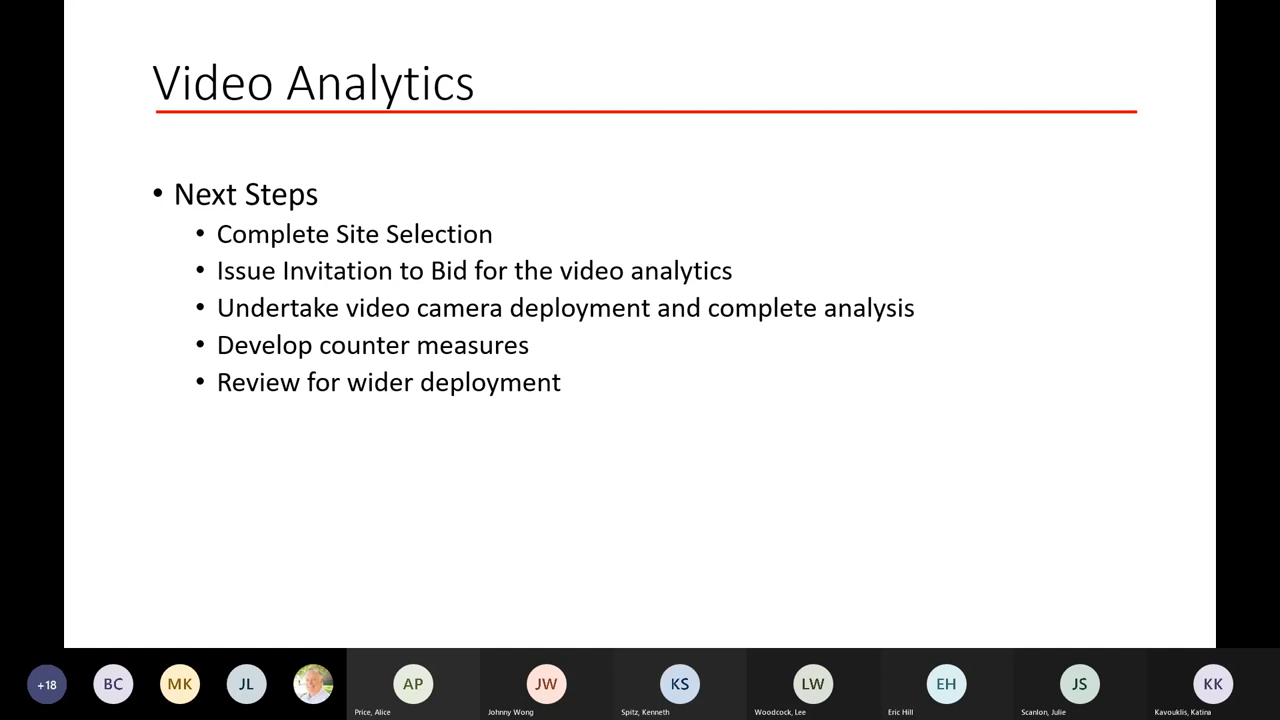 Video Analytics
• Next Steps
• Complete Site Selection
• Issue Invitation to Bid for the video analytics
• Undertake video camera deployment and complete analysis
• Develop counter measures
• Review for wider deployment
+18 BC MK JL AP JW KS LW EH JS KK
Price, Alice Johnny Wong Spitz, Kenneth Woodcock, Lee Eric Hill Scanlon, Julie Kavouklis, Katina